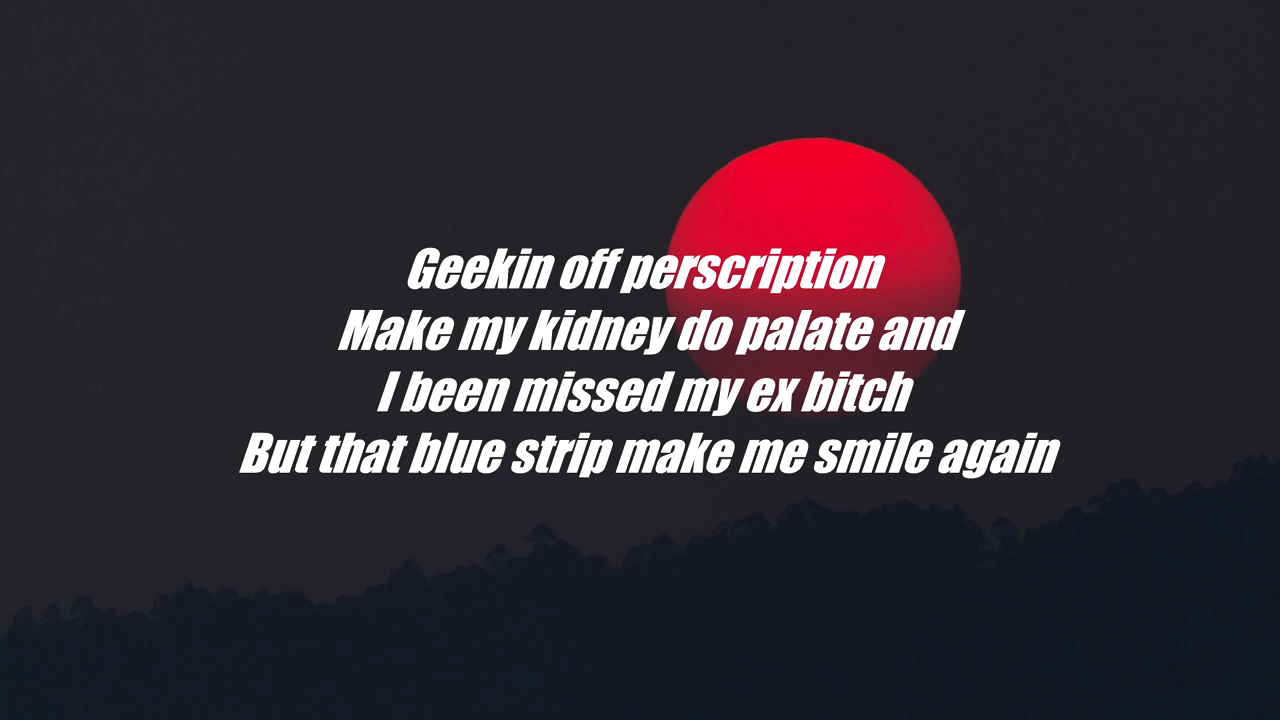 Geekin off perscription
Make my kidney do palate and
I been missed my ex bitch
But that blue strip make me smile again